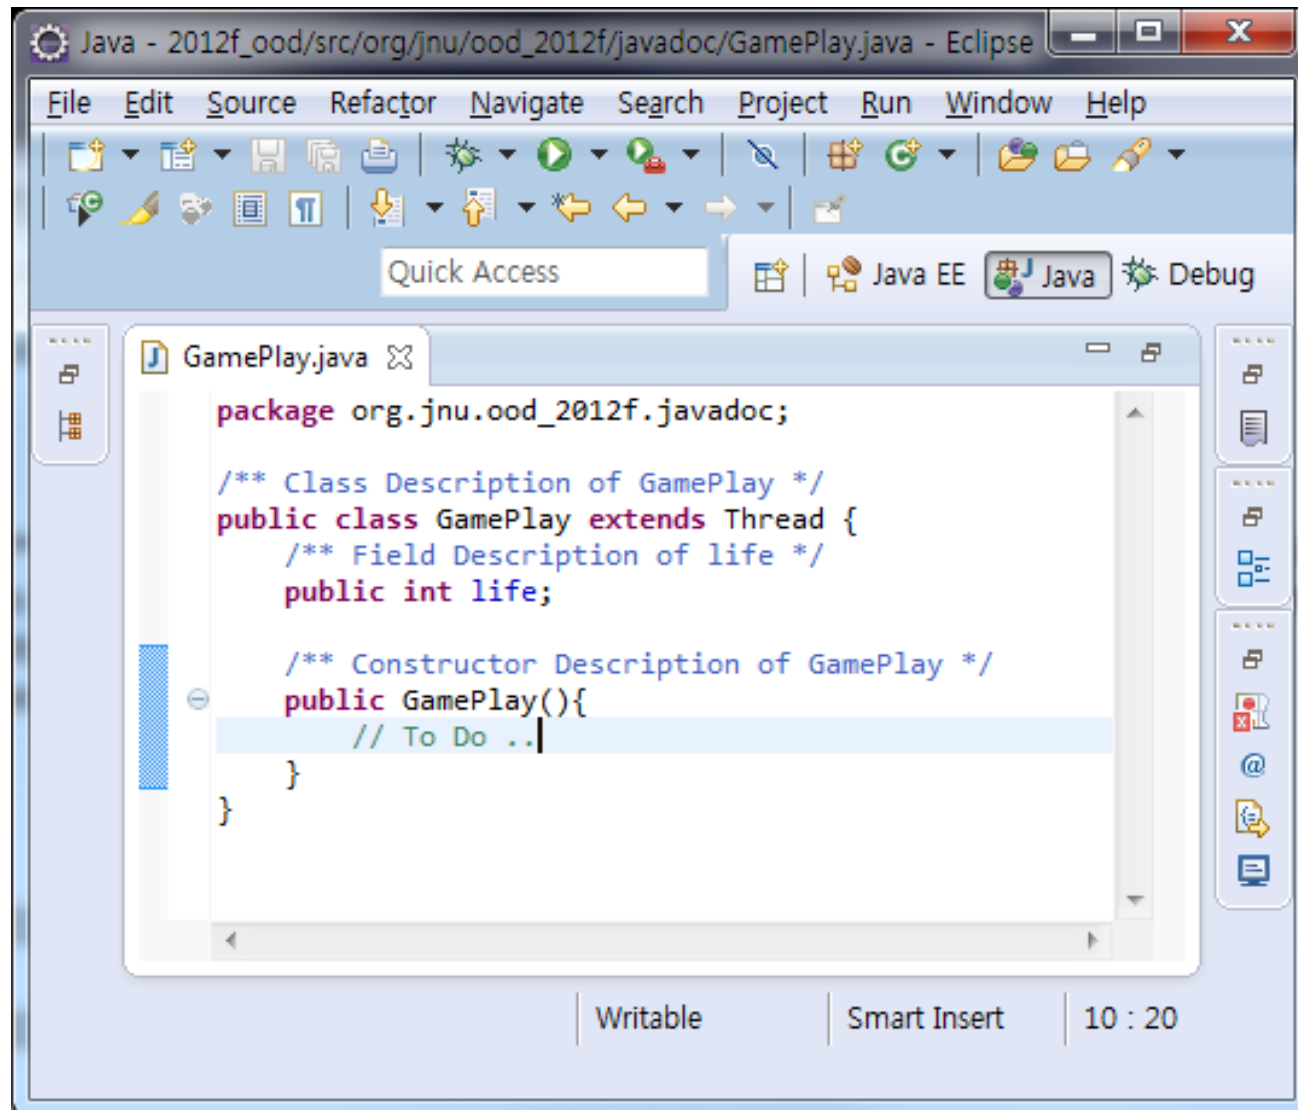 Java - 2012f_ood/src/org/jnu/ood_2012f/javadoc/GamePlay.java - Eclipse
File Edit Source Refactor Navigate Search Project Run Window Help
Quick Access Java EE Java Debug
GamePlay.java
package org.jnu.ood_2012f.javadoc;
/** Class Description of GamePlay */
public class GamePlay extends Thread {
/** Field Description of life */
public int life;
/** Constructor Description of GamePlay */
public GamePlay(){
// To Do ..
}
}
Writable Smart Insert 10 : 20